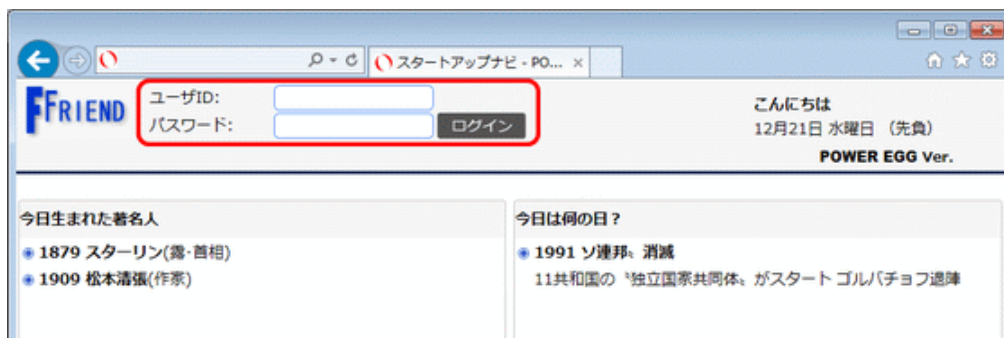 スタートアップナビ - PO...
FFRIEND
ユーザID:
パスワード:
ログイン
こんにちは
12月21日 水曜日 (先負)
POWER EGG Ver.
今日生まれた著名人
1879 スターリン(露・首相)
1909 松本清張(作家)
今日は何の日？
1991 ソ連邦〟消滅
11共和国の〝独立国家共同体〟がスタート ゴルバチョフ退陣